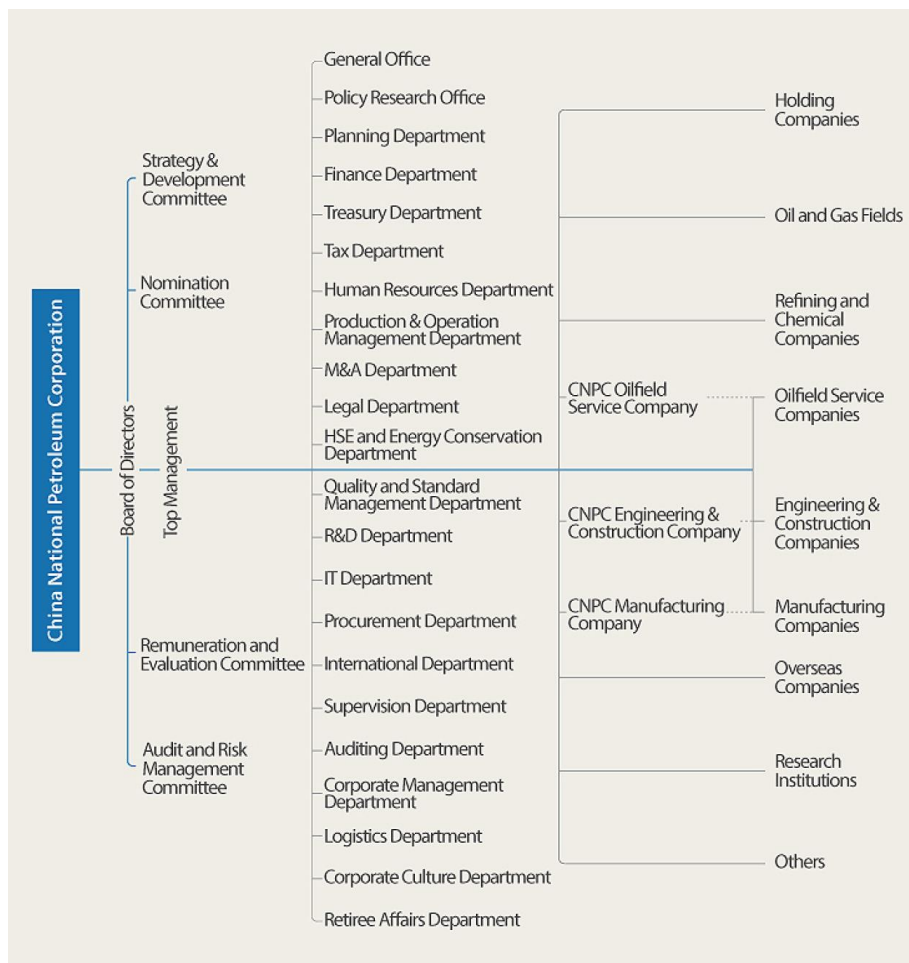 China National Petroleum Corporation
Board of Directors
Top Management
Strategy &
Development
Committee
Nomination
Committee
Remuneration and
Evaluation Committee
Audit and Risk
Management
Committee
General Office
Policy Research Office
Planning Department
Finance Department
Treasury Department
Tax Department
Human Resources Department
Production & Operation
Management Department
M&A Department
Legal Department
HSE and Energy Conservation
Department
Quality and Standard
Management Department
R&D Department
IT Department
Procurement Department
International Department
Supervision Department
Auditing Department
Corporate Management
Department
Logistics Department
Corporate Culture Department
Retiree Affairs Department
CNPC Oilfield
Service Company
CNPC Engineering &
Construction Company
CNPC Manufacturing
Company
Holding
Companies
Oil and Gas Fields
Refining and
Chemical
Companies
Oilfield Service
Companies
Engineering &
Construction
Companies
Manufacturing
Companies
Overseas
Companies
Research
Institutions
Others